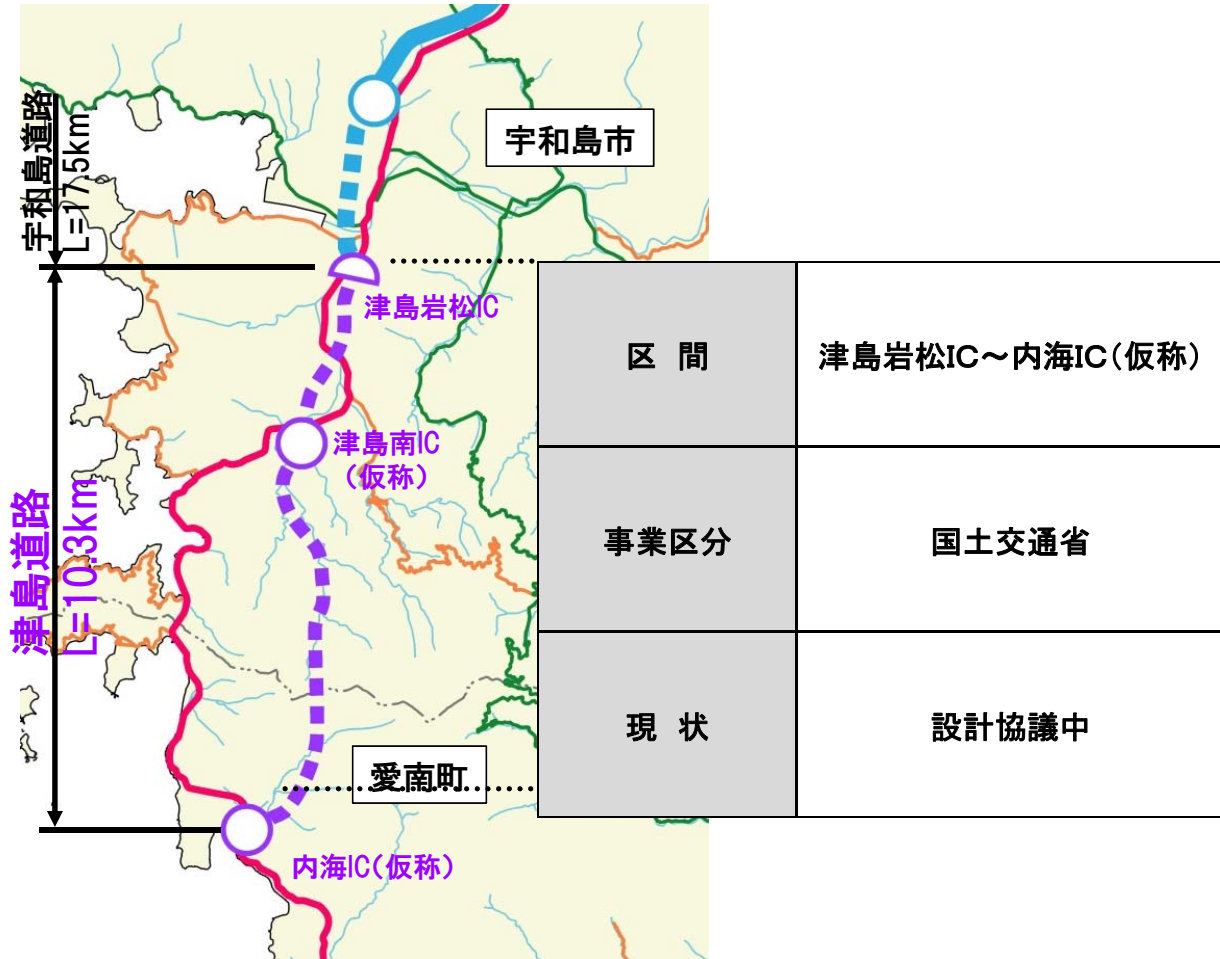 宇和島道路
L=17.5km
宇和島市
津島岩松IC
津島南IC
(仮称)
津島道路
L=10.3km
愛南町
内海IC(仮称)
区 間
津島岩松IC～内海IC(仮称)
事業区分
国土交通省
現 状
設計協議中